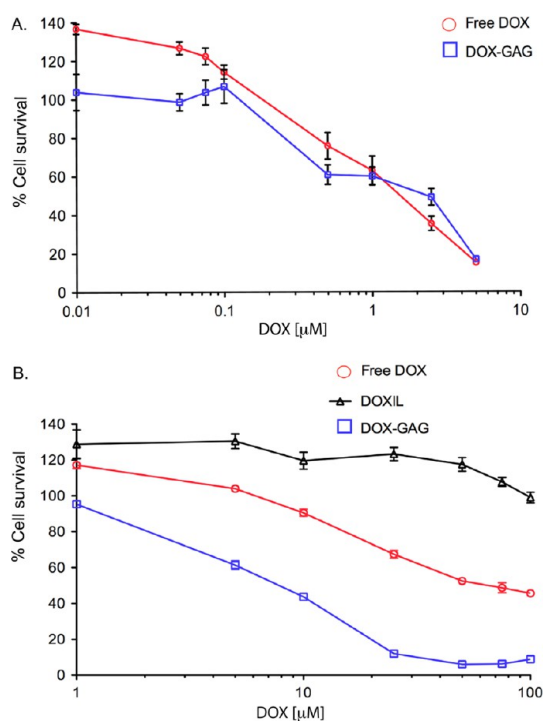 A.
Free DOX
DOX-GAG
140
120
100
80
60
40
20
0
% Cell survival
0.01 0.1 1 10
DOX [µM]
B.
Free DOX
DOXIL
DOX-GAG
140
120
100
80
60
40
20
0
% Cell survival
1 10 100
DOX [µM]